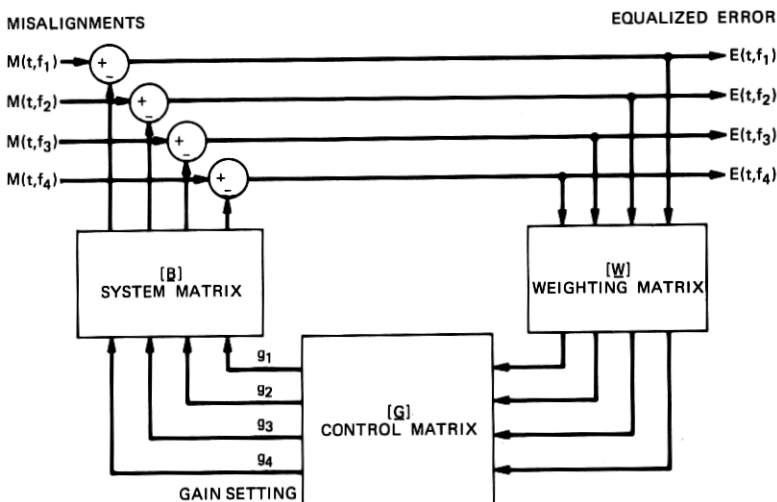 MISALIGNMENTS
EQUALIZED ERROR
M(t,f₁)
+
−
E(t,f₁)
M(t,f₂)
+
−
E(t,f₂)
M(t,f₃)
+
−
E(t,f₃)
M(t,f₄)
+
−
E(t,f₄)
[B]
SYSTEM MATRIX
[W]
WEIGHTING MATRIX
g₁
g₂
g₃
g₄
[G]
CONTROL MATRIX
GAIN SETTING